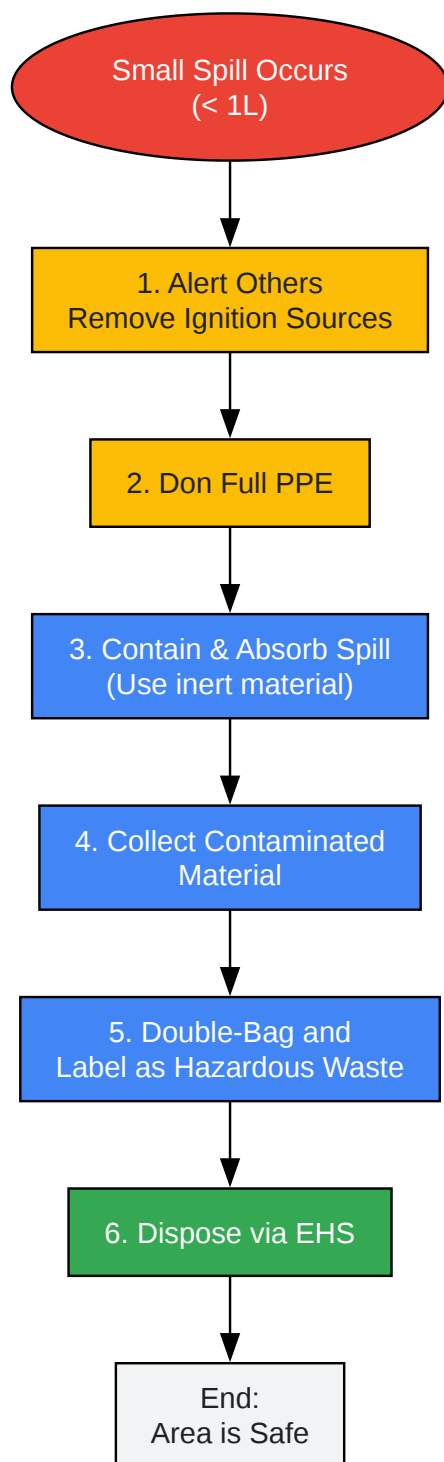 Small Spill Occurs
(< 1L)
1. Alert Others
Remove Ignition Sources
2. Don Full PPE
3. Contain & Absorb Spill
(Use inert material)
4. Collect Contaminated
Material
5. Double-Bag and
Label as Hazardous Waste
6. Dispose via EHS
End:
Area is Safe